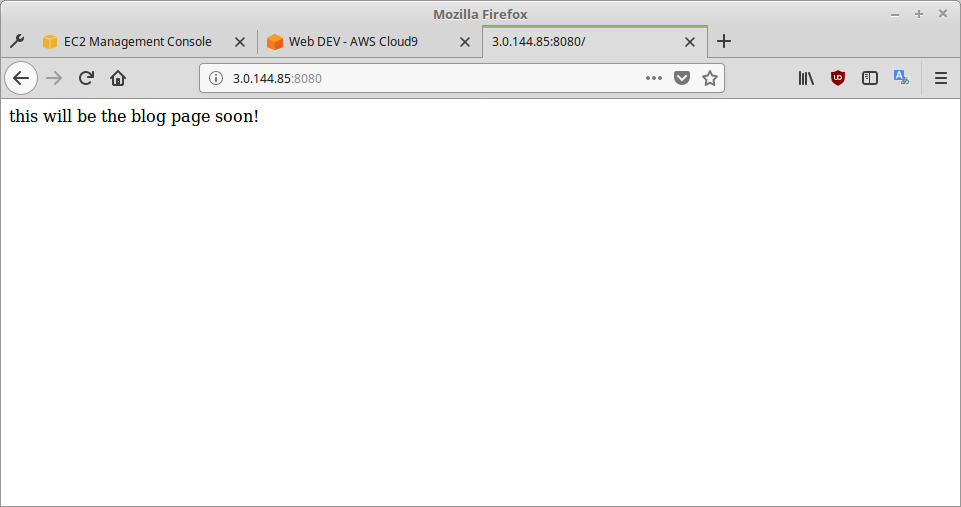 Mozilla Firefox
EC2 Management Console
Web DEV - AWS Cloud9
3.0.144.85:8080/
3.0.144.85:8080
this will be the blog page soon!